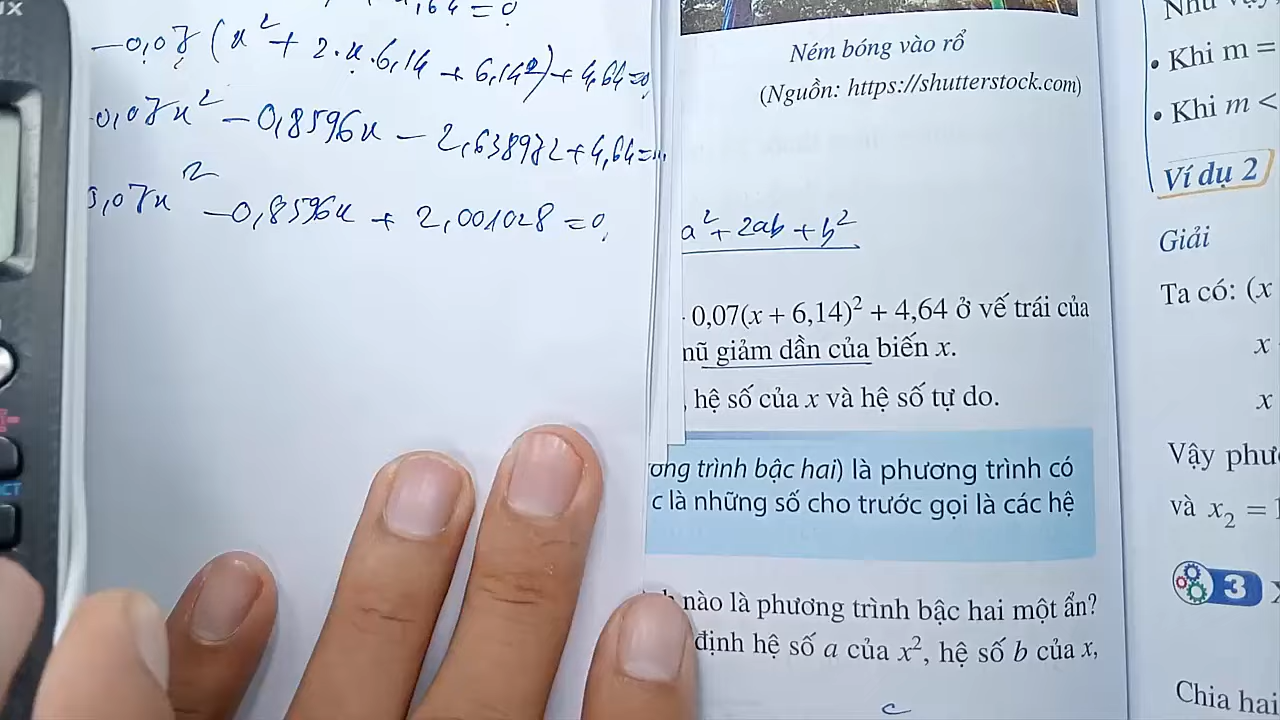 ,64 = 0
-0,07 (x² + 2.x.6,14 + 6,14²) + 4,64 = 0
0,07x² - 0,8596x - 2,638972 + 4,64 =
0,07x² - 0,8596x + 2,001028 = 0
Ném bóng vào rổ
(Nguồn: https://shutterstock.com)
a² + 2ab + b²
0,07(x + 6,14)² + 4,64 ở vế trái của
giảm dần của biến x.
, hệ số của x và hệ số tự do.
trình bậc hai) là phương trình có
c là những số cho trước gọi là các hệ
nào là phương trình bậc hai một ẩn?
định hệ số a của x², hệ số b của x,
c
• Khi m =
• Khi m <
Ví dụ 2
Giải
Ta có: (x
x
x
Vậy
và x₂ =
3
Chia hai